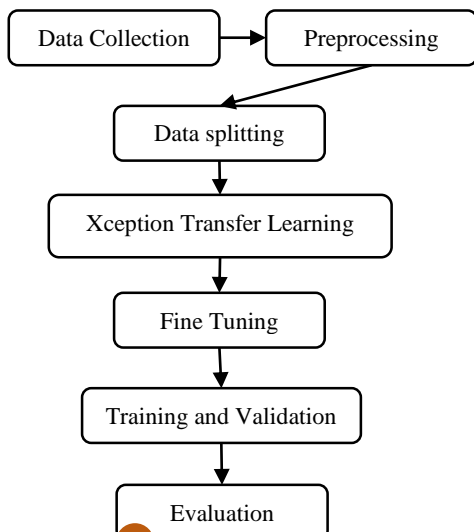 Data Collection
Preprocessing
Data splitting
Xception Transfer Learning
Fine Tuning
Training and Validation
Evaluation